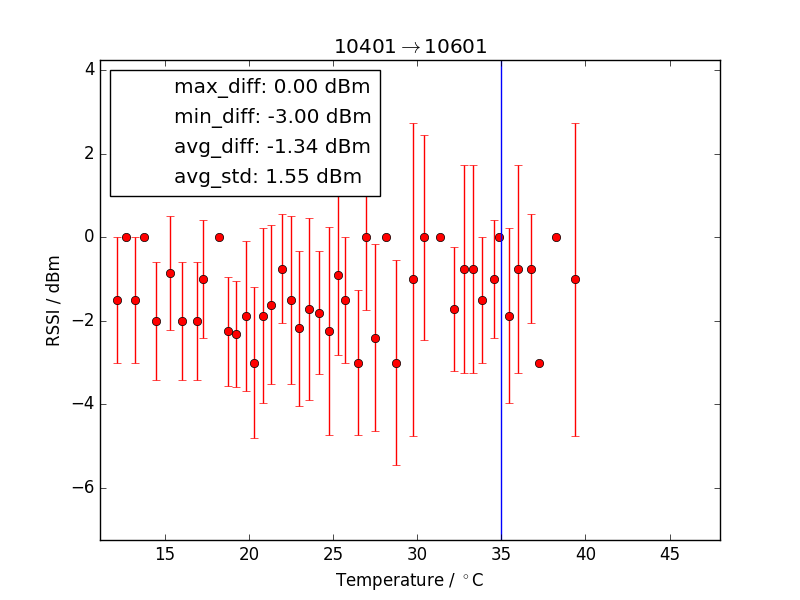 10401→10601
max_diff: 0.00 dBm
min_diff: -3.00 dBm
avg_diff: -1.34 dBm
avg_std: 1.55 dBm
4
2
0
−2
−4
−6
RSSI / dBm
15 20 25 30 35 40 45
Temperature / °C